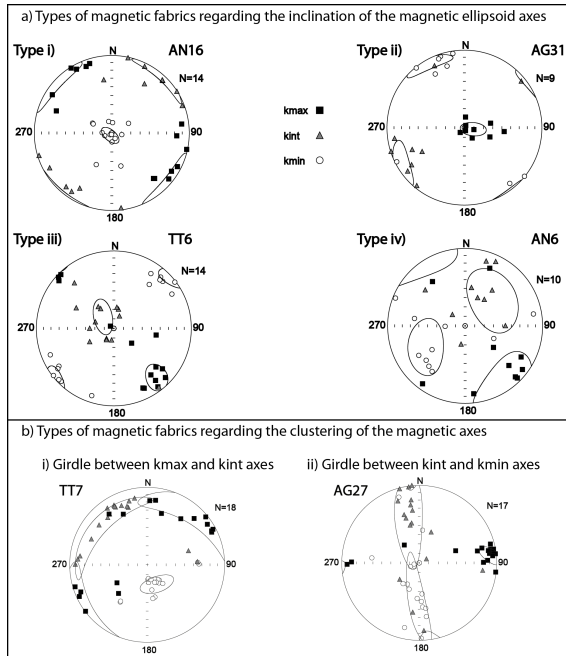 a) Types of magnetic fabrics regarding the inclination of the magnetic ellipsoid axes
Type i) N AN16
N=14
270 90
180
Type ii) N AG31
N=9
270 90
180
kmax
kint
kmin
Type iii) N TT6
N=14
270 90
180
Type iv) N AN6
N=10
270 90
180
b) Types of magnetic fabrics regarding the clustering of the magnetic axes
i) Girdle between kmax and kint axes
TT7 N
N=18
270 90
180
ii) Girdle between kint and kmin axes
AG27 N
N=17
270 90
180